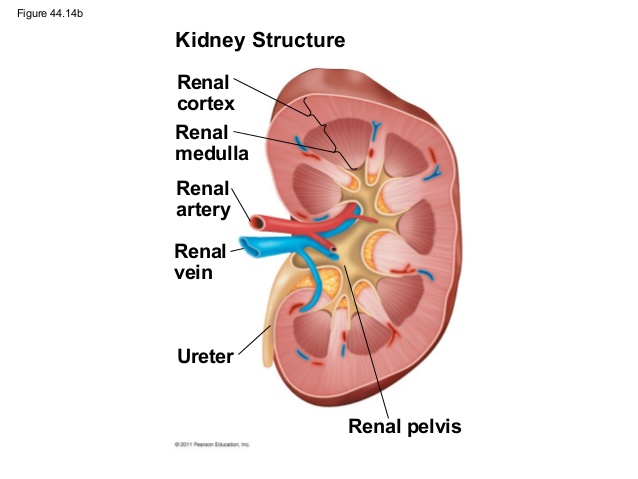 Figure 44.14b
Kidney Structure
Renal
cortex
Renal
medulla
Renal
artery
Renal
vein
Ureter
Renal pelvis
© 2011 Pearson Education, Inc.